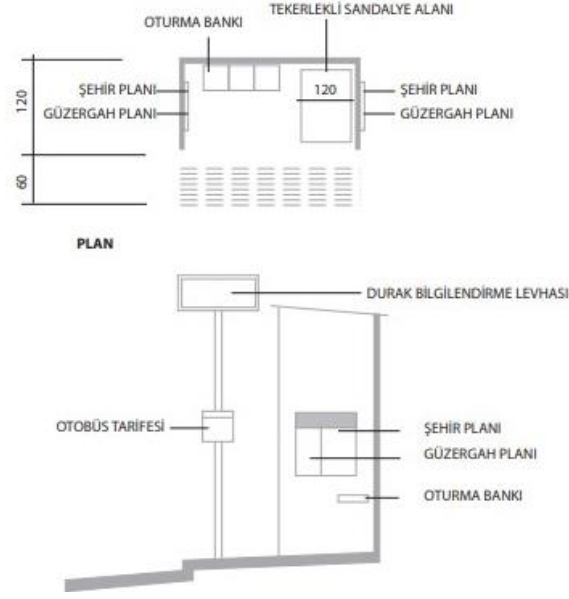 TEKERLEKLİ SANDALYE ALANI
OTURMA BANKI
ŞEHİR PLANI
GÜZERGAH PLANI
120
ŞEHİR PLANI
GÜZERGAH PLANI
120
60
PLAN
DURAK BİLGİLENDİRME LEVHASI
OTOBÜS TARİFESİ
ŞEHİR PLANI
GÜZERGAH PLANI
OTURMA BANKI